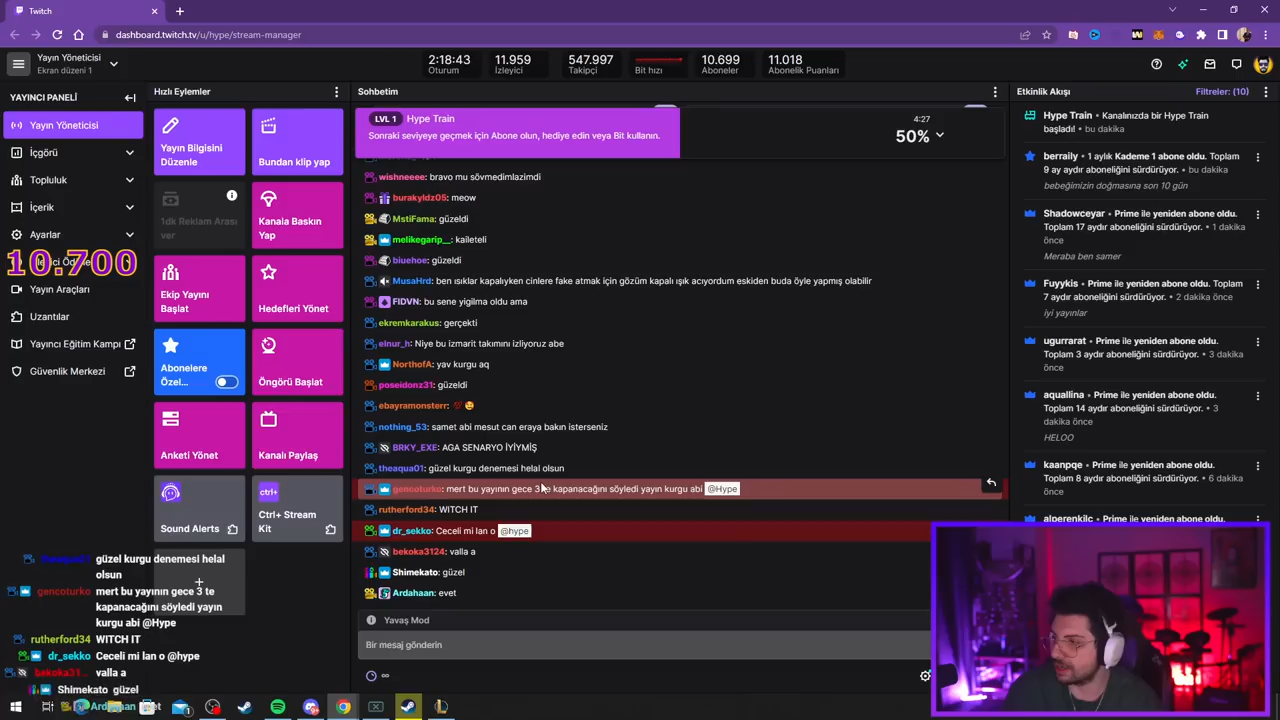 Twitch
dashboard.twitch.tv/u/hype/stream-manager
Yayın Yöneticisi
Ekran düzeni 1
2:18:43
Oturum
11.959
İzleyici
547.997
Takipçi
Bit hızı
10.699
Aboneler
11.018
Abonelik Puanları
YAYINCI PANELİ
Yayın Yöneticisi
İçgörü
Topluluk
İçerik
Ayarlar
10.700
Yayın Araçları
Uzantılar
Yayıncı Eğitim Kampı
Güvenlik Merkezi
Hızlı Eylemler
Yayın Bilgisini
Düzenle
Bundan klip yap
1dk Reklam Arası
ver
Kanala Baskın
Yap
Ekip Yayını
Başlat
Hedefleri Yönet
Abonelere
Özel...
Öngörü Başlat
Anketi Yönet
Kanalı Paylaş
Sound Alerts
ctrl+
Ctrl+ Stream
Kit
Sohbetim
LVL 1 Hype Train
Sonraki seviyeye geçmek için Abone olun, hediye edin veya Bit kullanın.
4:27
50%
wishneeee: bravo mu sövmedimlazimdi
burakyldz05: meow
MstiFama: güzeldi
melikegarip__: kaileteli
biuehoe: güzeldi
MusaHrd: ben ısıklar kapalıyken cinlere fake atmak için gözüm kapalı ışık acıyordum eskiden buda öyle yapmış olabilir
FIDVN: bu sene yigilma oldu ama
ekremkarakus: gerçekti
elnur_h: Niye bu izmarit takımını izliyoruz abe
NorthofA: yav kurgu aq
poseidonz31: güzeldi
ebayramonsterr: 💯 🥲
nothing_53: samet abi mesut can eraya bakın isterseniz
BRKY_EXE: AGA SENARYO İYİYMİŞ
theaqua01: güzel kurgu denemesi helal olsun
gencoturko: mert bu yayının gece 3 te kapanacağını söyledi yayın kurgu abi @Hype
rutherford34: WITCH IT
dr_sekko: Ceceli mi lan o @hype
bekoka3124: valla a
Shimekato: güzel
Ardahaan: evet
Yavaş Mod
Bir mesaj gönderin
Etkinlik Akışı
Filtreler: (10)
Hype Train • Kanalınızda bir Hype Train
başladı! • bu dakika
berraily • 1 aylık Kademe 1 abone oldu. Toplam
9 ay aydır aboneliğini sürdürüyor. • bu dakika
bebeğimizin doğmasına son 10 gün
Shadowceyar • Prime ile yeniden abone oldu.
Toplam 17 aydır aboneliğini sürdürüyor. • 1 dakika
önce
Meraba ben samer
Fuyykis • Prime ile yeniden abone oldu. Toplam
7 aydır aboneliğini sürdürüyor. • 2 dakika önce
iyi yayınlar
ugurrarat • Prime ile yeniden abone oldu.
Toplam 3 aydır aboneliğini sürdürüyor. • 3 dakika
önce
aquallina • Prime ile yeniden abone oldu.
Toplam 14 aydır aboneliğini sürdürüyor. • 3
dakika önce
HELOO
kaanpqe • Prime ile yeniden abone oldu.
Toplam 8 aydır aboneliğini sürdürüyor. • 6 dakika
önce
alperenkilc • Prime ile yeniden abone oldu.
theaqua01 güzel kurgu denemesi helal
olsun
gencoturko mert bu yayının gece 3 te
kapanacağını söyledi yayın
kurgu abi @Hype
rutherford34 WITCH IT
dr_sekko Ceceli mi lan o @hype
bekoka31 valla a
Shimekato güzel
Ardahaan